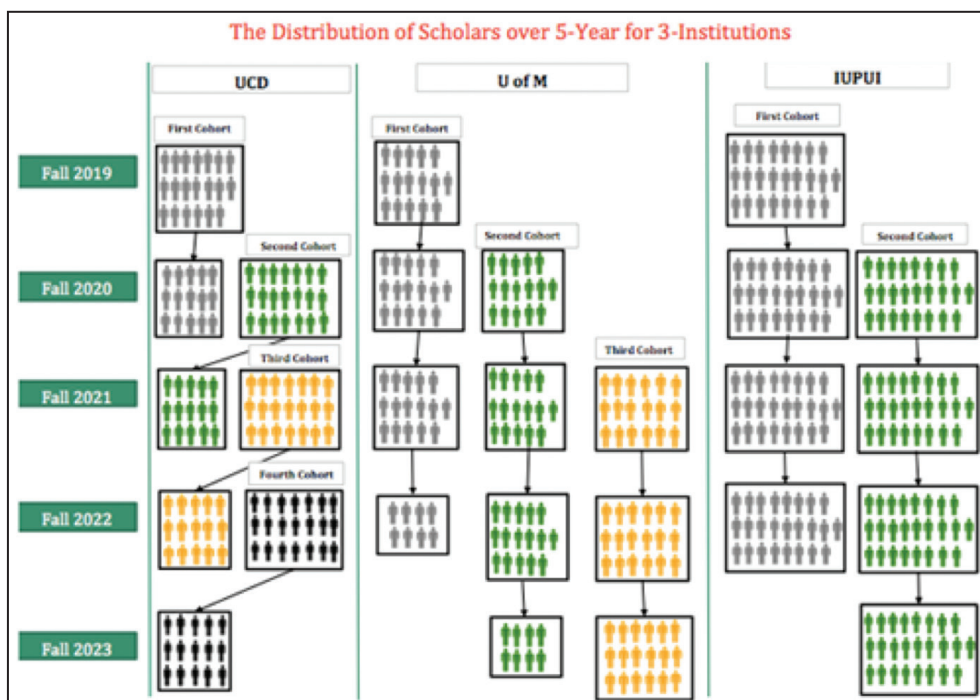 The Distribution of Scholars over 5-Year for 3-Institutions
UCD
U of M
IUPUI
First Cohort
First Cohort
First Cohort
Fall 2019
Second Cohort
Second Cohort
Second Cohort
Fall 2020
Third Cohort
Third Cohort
Fall 2021
Fourth Cohort
Fall 2022
Fall 2023